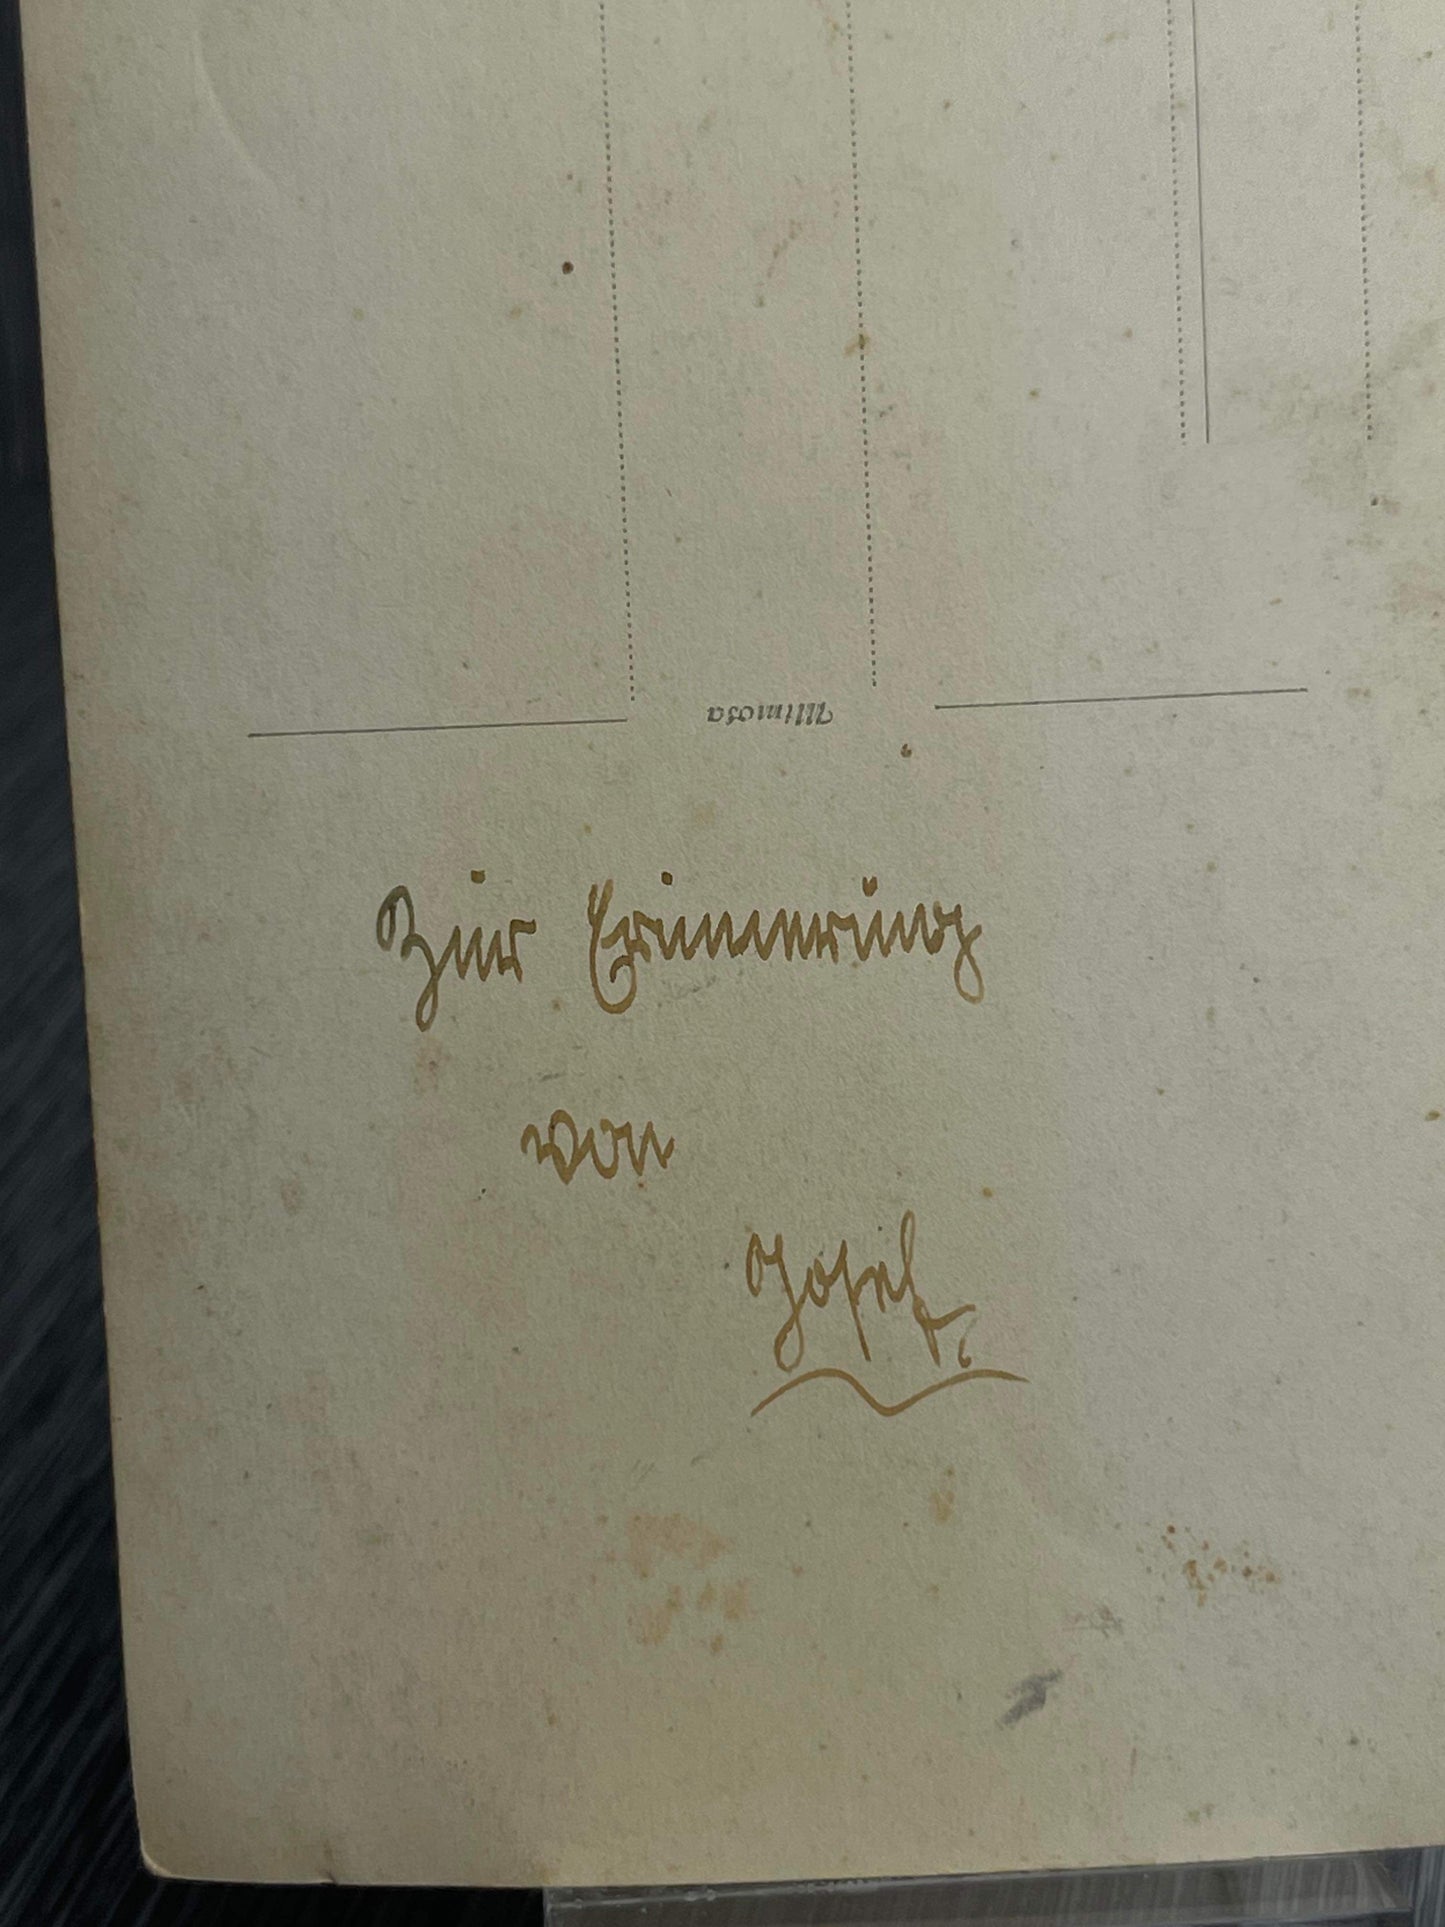 Mimosa
Zur Erinnerung
von
Josef.